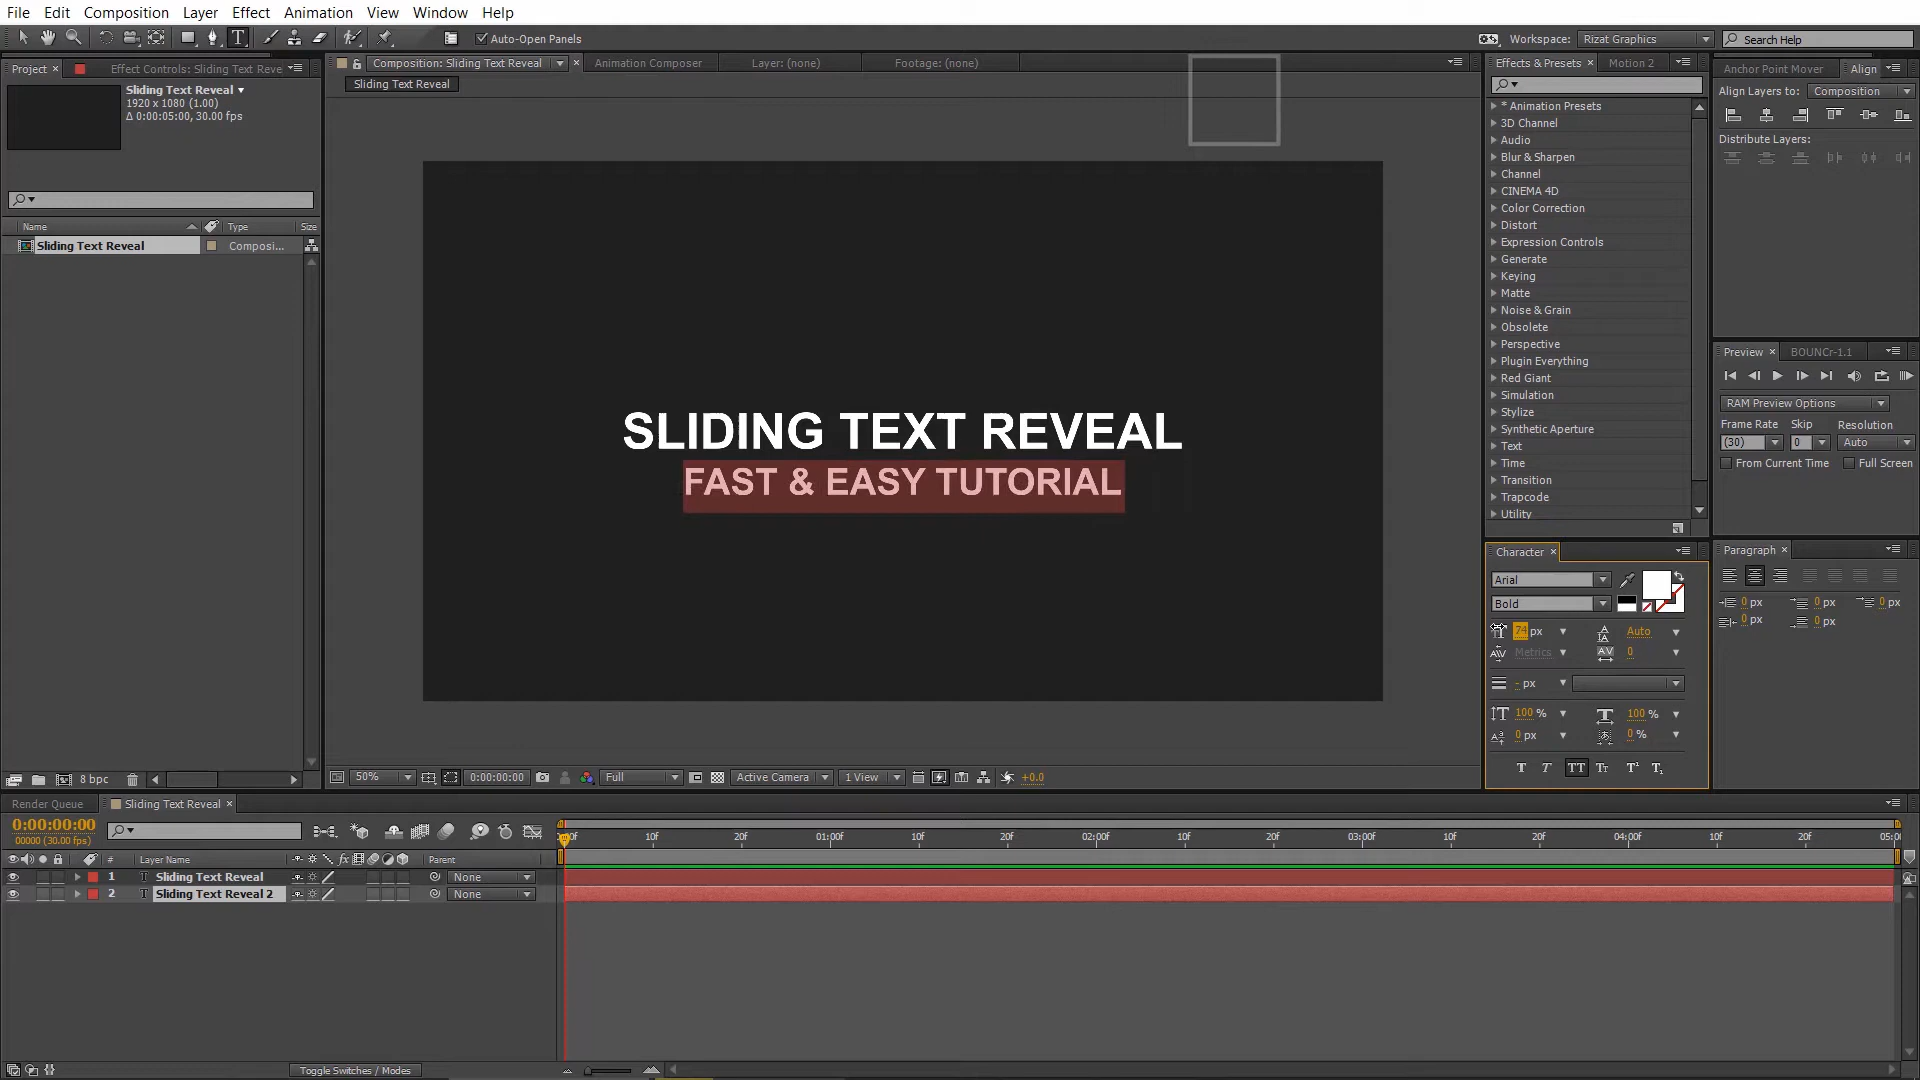 File Edit Composition Layer Effect Animation View Window Help
Auto-Open Panels
Workspace: Rizat Graphics
Search Help
Project
Effect Controls: Sliding Text Reve
Sliding Text Reveal
1920 x 1080 (1.00)
Δ 0:00:05:00, 30.00 fps
Name Type Size
Sliding Text Reveal Composi...
8 bpc
Composition: Sliding Text Reveal Animation Composer Layer: (none) Footage: (none)
Sliding Text Reveal
SLIDING TEXT REVEAL
FAST & EASY TUTORIAL
50% 0:00:00:00 Full Active Camera 1 View +0.0
Effects & Presets Motion 2
* Animation Presets
3D Channel
Audio
Blur & Sharpen
Channel
CINEMA 4D
Color Correction
Distort
Expression Controls
Generate
Keying
Matte
Noise & Grain
Obsolete
Perspective
Plugin Everything
Red Giant
Simulation
Stylize
Synthetic Aperture
Text
Time
Transition
Trapcode
Utility
Anchor Point Mover Align
Align Layers to: Composition
Distribute Layers:
Preview BOUNCr-1.1
RAM Preview Options
Frame Rate Skip Resolution
(30) 0 Auto
From Current Time Full Screen
Character
Arial
Bold
74 px Auto
Metrics 0
- px
100 % 100 %
0 px 0 %
T T TT Tт T¹ T₁
Paragraph
0 px 0 px 0 px
0 px 0 px
Render Queue Sliding Text Reveal
0:00:00:00
00000 (30.00 fps)
# Layer Name Parent
1 T Sliding Text Reveal None
2 T Sliding Text Reveal 2 None
10f 20f 01:00f 10f 20f 02:00f 10f 20f 03:00f 10f 20f 04:00f 10f 20f 05:00
Toggle Switches / Modes